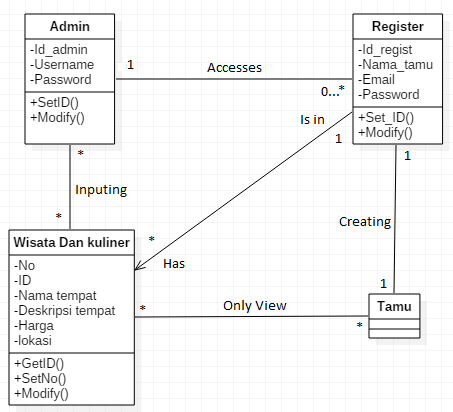 Admin
-Id_admin
-Username
-Password
+SetID()
+Modify()
1
Accesses
0...*
Register
-Id_regist
-Nama_tamu
-Email
-Password
+Set_ID()
+Modify()
Is in
1
1
*
Inputing
*
*
Has
Creating
1
Wisata Dan kuliner
-No
-ID
-Nama tempat
-Deskripsi tempat
-Harga
-lokasi
+GetID()
+SetNo()
+Modify()
*
Only View
*
Tamu